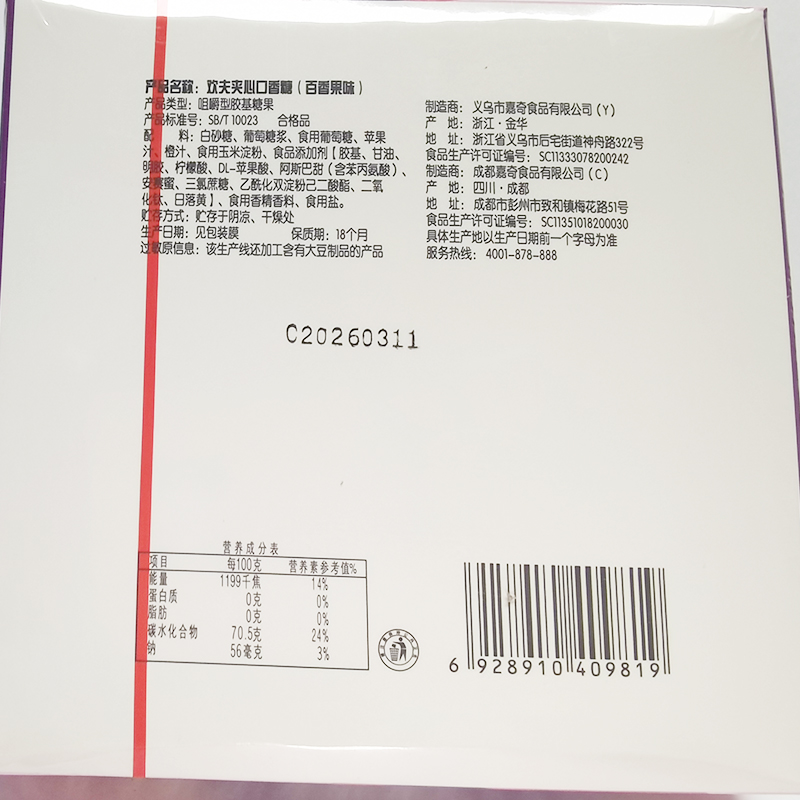 产品名称：欢夫夹心口香糖（百香果味）
产品类型：咀嚼型胶基糖果
产品标准号：SB/T 10023 合格品
配 料：白砂糖、葡萄糖浆、食用葡萄糖、苹果
汁、橙汁、食用玉米淀粉、食品添加剂【胶基、甘油、
明胶、柠檬酸、DL-苹果酸、阿斯巴甜（含苯丙氨酸）、
安赛蜜、三氯蔗糖、乙酰化双淀粉己二酸酯、二氧
化钛、日落黄】、食用香精香料、食用盐。
贮存方式：贮存于阴凉、干燥处
生产日期：见包装膜 保质期：18个月
过敏原信息：该生产线还加工含有大豆制品的产品
制造商：义乌市嘉奇食品有限公司（Y）
产 地：浙江·金华
地 址：浙江省义乌市后宅街道神舟路322号
食品生产许可证编号：SC11333078200242
制造商：成都嘉奇食品有限公司（C）
产 地：四川·成都
地 址：成都市彭州市致和镇梅花路51号
食品生产许可证编号：SC11351018200030
具体生产地以生产日期前一个字母为准
服务热线：4001-878-888
C20260311
营养成分表
项目 每100克 营养素参考值%
能量 1199千焦 14%
蛋白质 0克 0%
脂肪 0克 0%
碳水化合物 70.5克 24%
钠 56毫克 3%
6 928910 409819